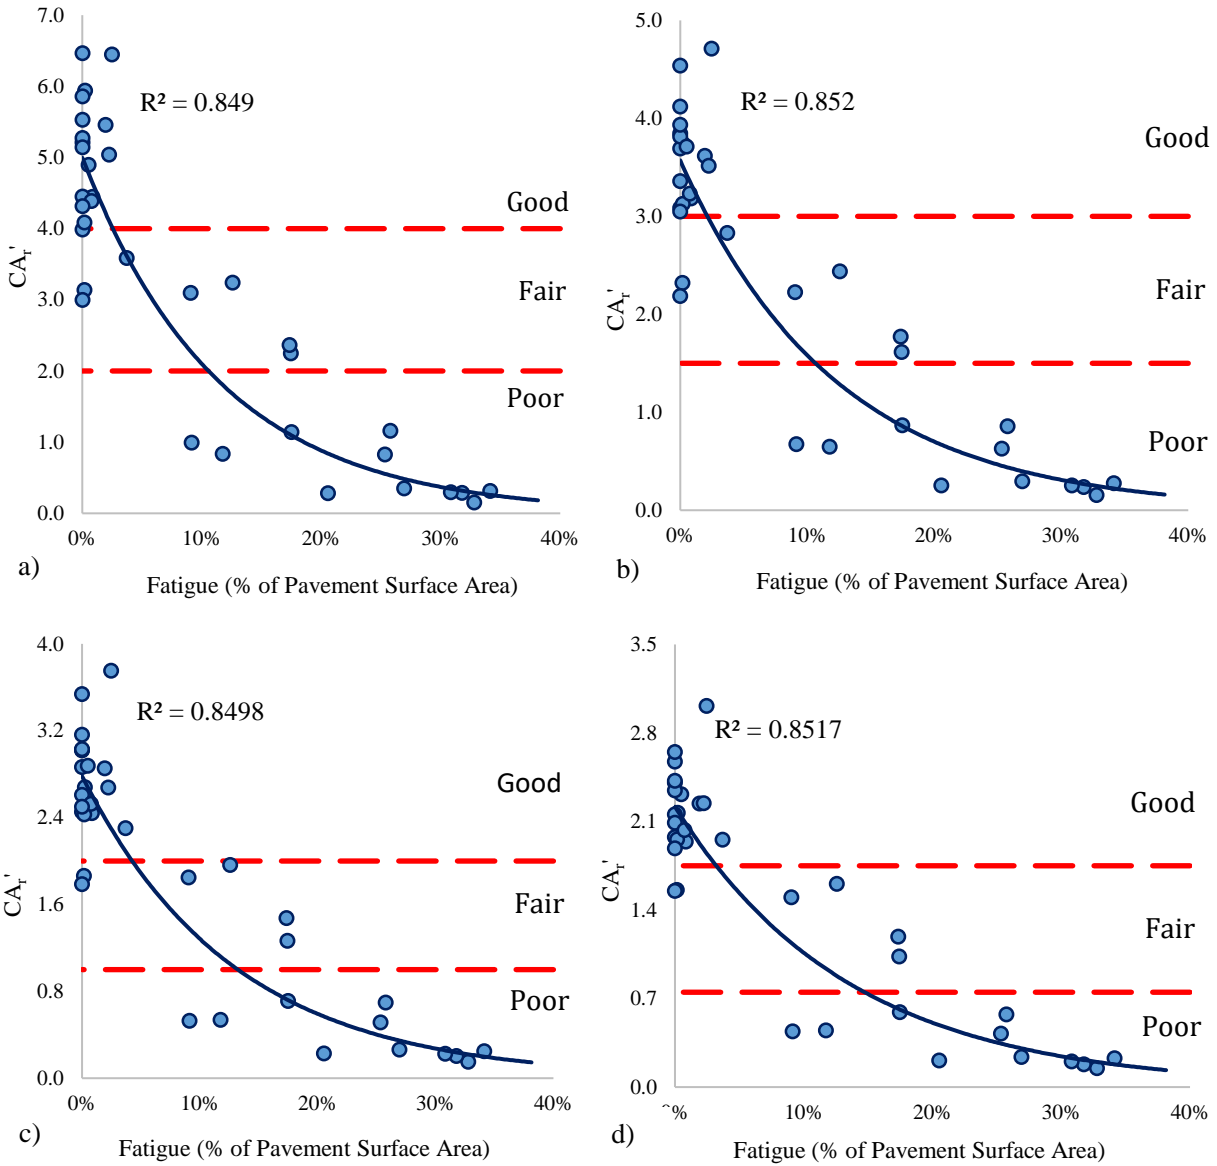 7.0
6.0
5.0
4.0
3.0
2.0
1.0
0.0
CAr'
R² = 0.849
Good
Fair
Poor
0% 10% 20% 30% 40%
a)
Fatigue (% of Pavement Surface Area)
5.0
4.0
3.0
2.0
1.0
0.0
CAr'
R² = 0.852
Good
Fair
Poor
0% 10% 20% 30% 40%
b)
Fatigue (% of Pavement Surface Area)
4.0
3.2
2.4
1.6
0.8
0.0
CAr'
R² = 0.8498
Good
Fair
Poor
0% 10% 20% 30% 40%
c)
Fatigue (% of Pavement Surface Area)
3.5
2.8
2.1
1.4
0.7
0.0
CAr'
R² = 0.8517
Good
Fair
Poor
0% 10% 20% 30% 40%
d)
Fatigue (% of Pavement Surface Area)